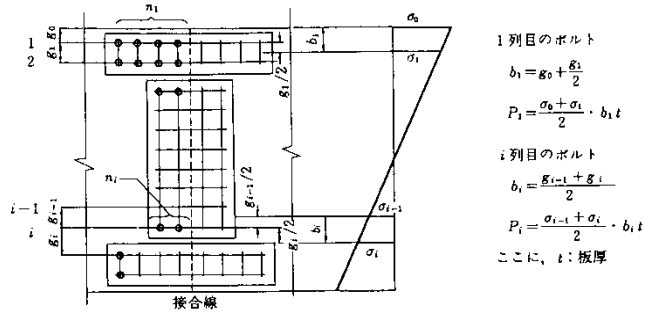 n₁
1
2
g₀
g₁
g₁/2
b₁
σ₀
σ₁
nᵢ
i−1
i
gᵢ₋₁
gᵢ
gᵢ₋₁/2
gᵢ/2
bᵢ
σᵢ₋₁
σᵢ
接合線
1列目のボルト
b₁=g₀+g₁/2
P₁=(σ₀+σ₁)/2・b₁t
i列目のボルト
bᵢ=(gᵢ₋₁+gᵢ)/2
Pᵢ=(σᵢ₋₁+σᵢ)/2・bᵢt
ここに，t：板厚